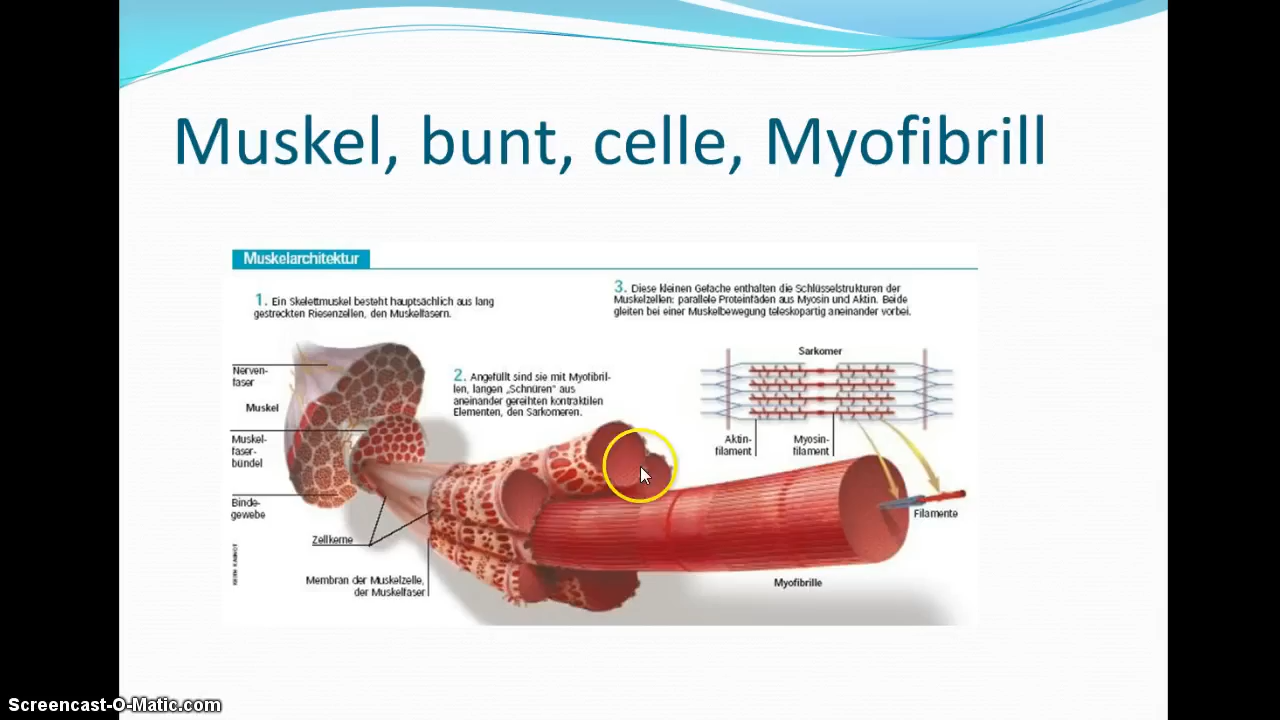 Muskel, bunt, celle, Myofibrill
Muskelarchitektur
1. Ein Skelettmuskel besteht hauptsächlich aus lang
gestreckten Riesenzellen, den Muskelfasern.
3. Diese kleinen Gefache enthalten die Schlüsselstrukturen der
Muskelzellen: parallele Proteinfäden aus Myosin und Aktin. Beide
gleiten bei einer Muskelbewegung teleskopartig aneinander vorbei.
2. Angefüllt sind sie mit Myofibril-
len, langen „Schnüren" aus
aneinander gereihten kontraktilen
Elementen, den Sarkomeren.
Sarkomer
Nerven-
faser
Muskel
Muskel-
faser-
bündel
Binde-
gewebe
Aktin-
filament
Myosin-
filament
Filamente
Zellkerne
Membran der Muskelzelle,
der Muskelfaser
Myofibrille
Screencast-O-Matic.com